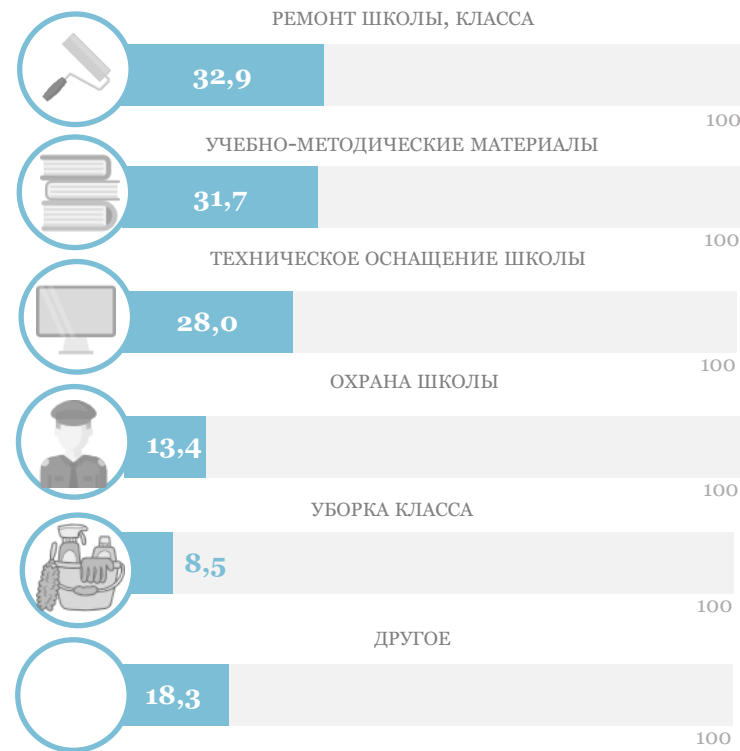 РЕМОНТ ШКОЛЫ, КЛАССА
32,9
100
УЧЕБНО-МЕТОДИЧЕСКИЕ МАТЕРИАЛЫ
31,7
100
ТЕХНИЧЕСКОЕ ОСНАЩЕНИЕ ШКОЛЫ
28,0
100
ОХРАНА ШКОЛЫ
13,4
100
УБОРКА КЛАССА
8,5
100
ДРУГОЕ
18,3
100